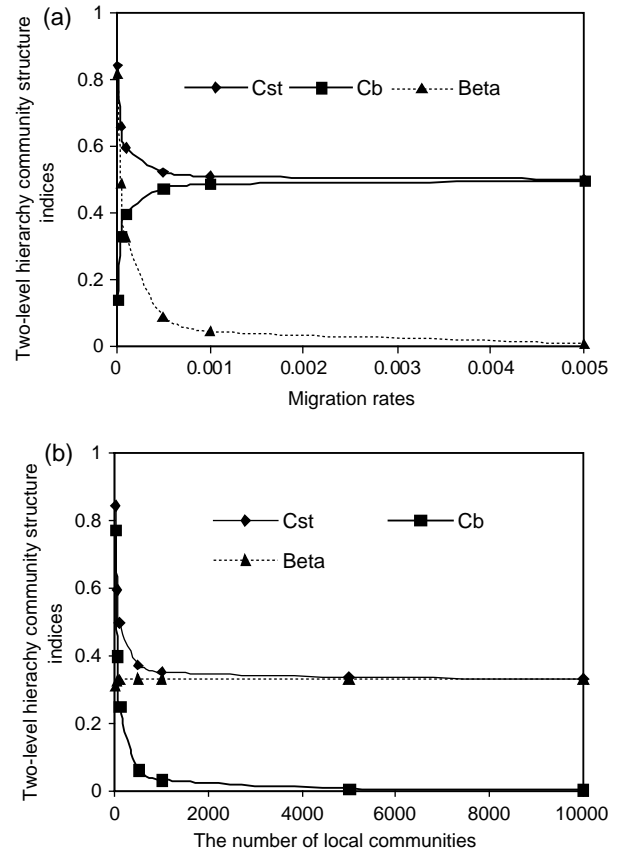 (a)
1
0.8
0.6
0.4
0.2
0
Two-level hierarchy community structure
indices
Cst Cb Beta
0 0.001 0.002 0.003 0.004 0.005
Migration rates
(b)
1
0.8
0.6
0.4
0.2
0
Two-level hierachy community structure
indices
Cst Cb
Beta
0 2000 4000 6000 8000 10000
The number of local communities